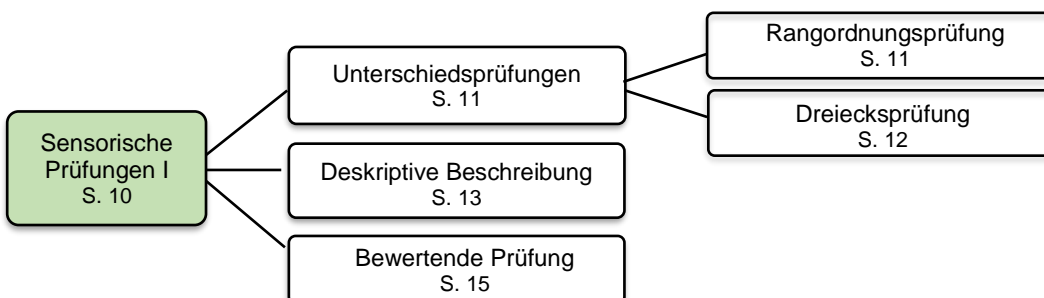 Sensorische
Prüfungen I
S. 10
Unterschiedsprüfungen
S. 11
Deskriptive Beschreibung
S. 13
Bewertende Prüfung
S. 15
Rangordnungsprüfung
S. 11
Dreiecksprüfung
S. 12